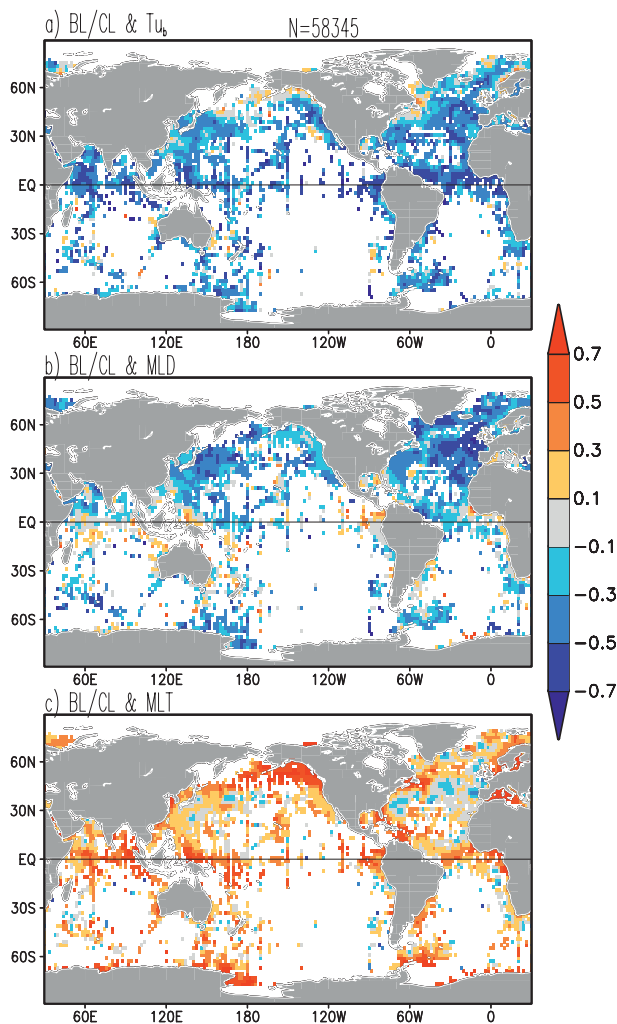 a) BL/CL & Tub N=58345
60N
30N
EQ
30S
60S
60E 120E 180 120W 60W 0
b) BL/CL & MLD
60N
30N
EQ
30S
60S
60E 120E 180 120W 60W 0
c) BL/CL & MLT
60N
30N
EQ
30S
60S
60E 120E 180 120W 60W 0
0.7
0.5
0.3
0.1
−0.1
−0.3
−0.5
−0.7